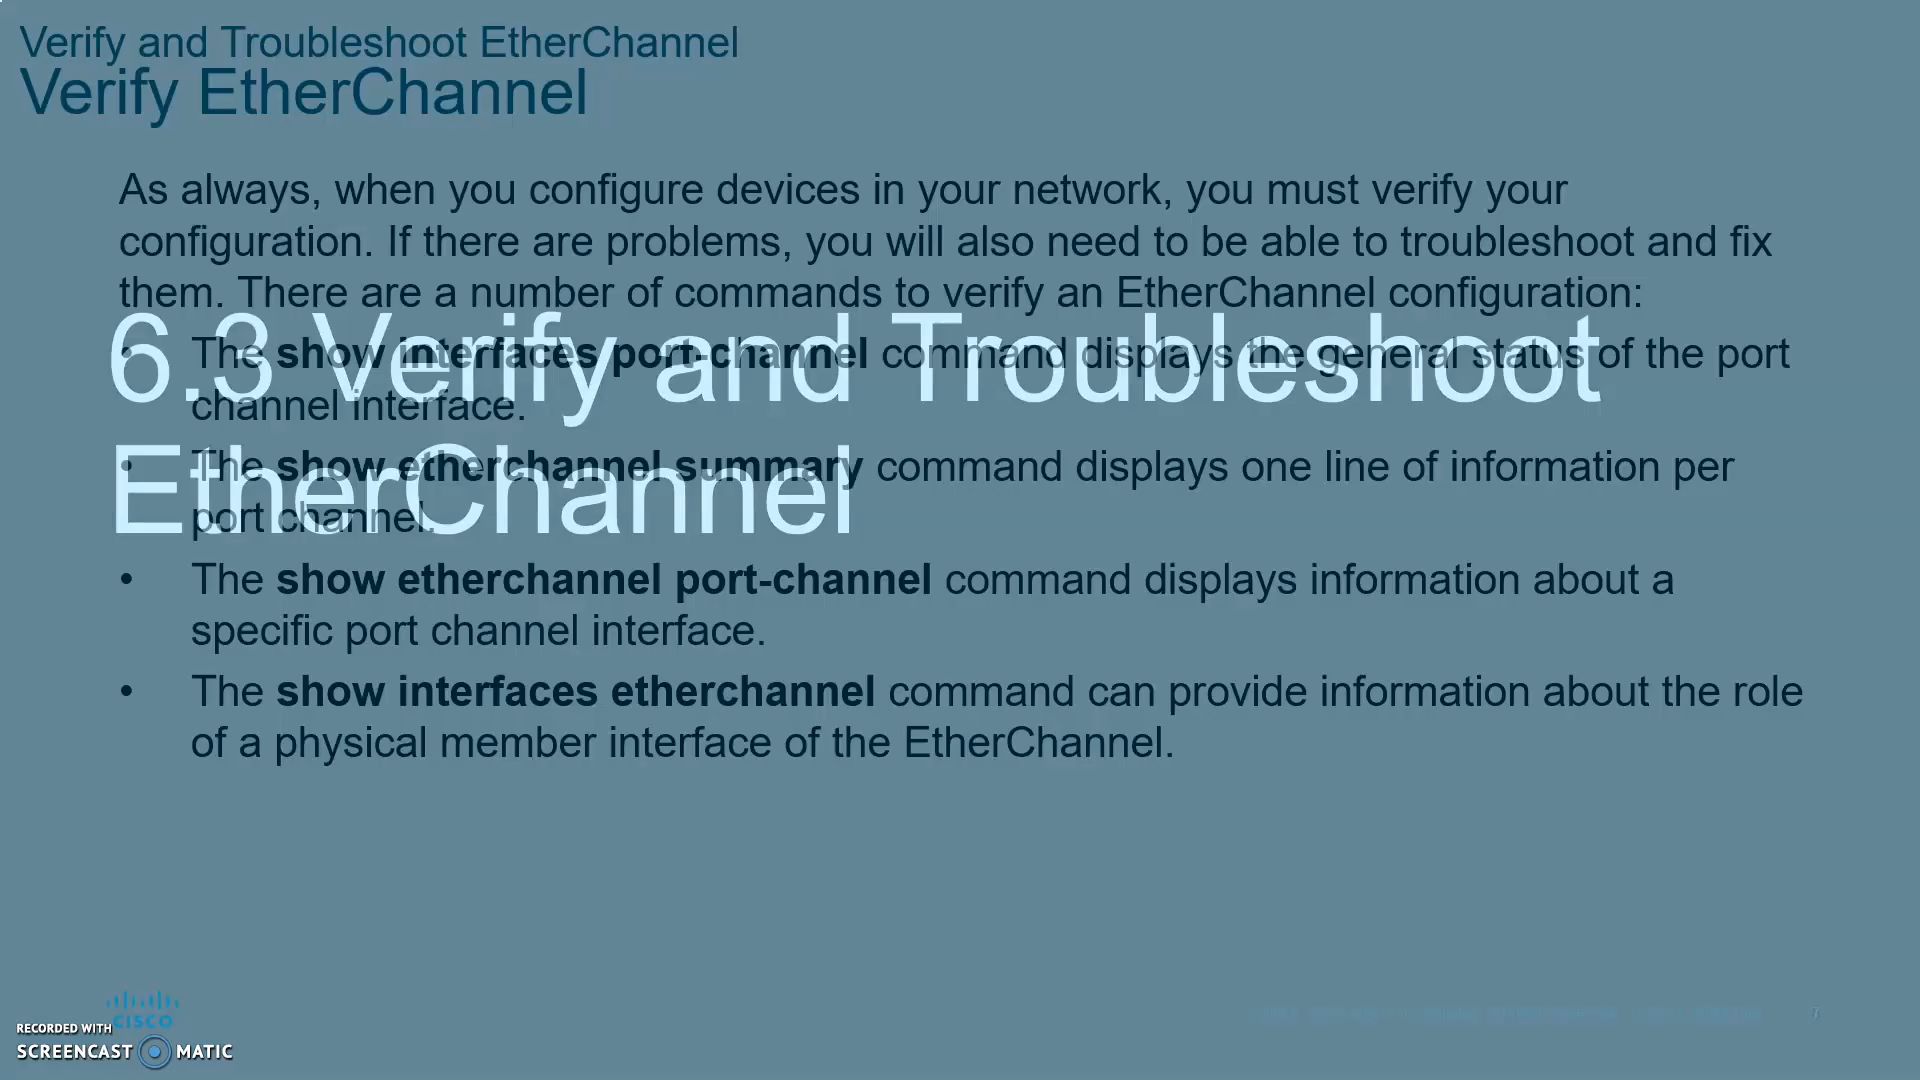 Verify and Troubleshoot EtherChannel
Verify EtherChannel
As always, when you configure devices in your network, you must verify your
configuration. If there are problems, you will also need to be able to troubleshoot and fix
them. There are a number of commands to verify an EtherChannel configuration:
6.3 Verify and Troubleshoot
EtherChannel
• The show interfaces port-channel command displays the general status of the port
channel interface.
• The show etherchannel summary command displays one line of information per
port channel.
• The show etherchannel port-channel command displays information about a
specific port channel interface.
• The show interfaces etherchannel command can provide information about the role
of a physical member interface of the EtherChannel.
CISCO
RECORDED WITH
SCREENCAST MATIC